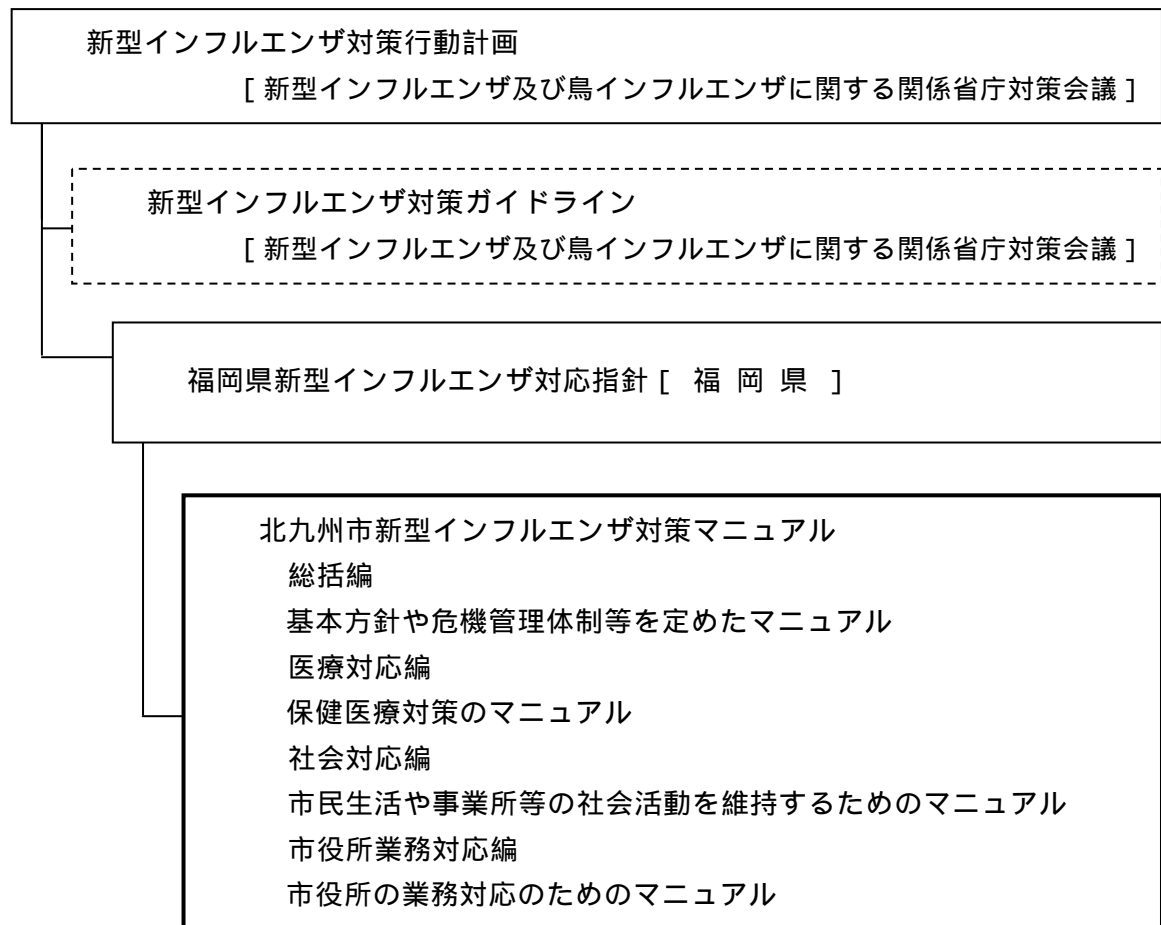 新型インフルエンザ対策行動計画
[ 新型インフルエンザ及び鳥インフルエンザに関する関係省庁対策会議 ]
新型インフルエンザ対策ガイドライン
[ 新型インフルエンザ及び鳥インフルエンザに関する関係省庁対策会議 ]
福岡県新型インフルエンザ対応指針 [ 福 岡 県 ]
北九州市新型インフルエンザ対策マニュアル
総括編
基本方針や危機管理体制等を定めたマニュアル
医療対応編
保健医療対策のマニュアル
社会対応編
市民生活や事業所等の社会活動を維持するためのマニュアル
市役所業務対応編
市役所の業務対応のためのマニュアル